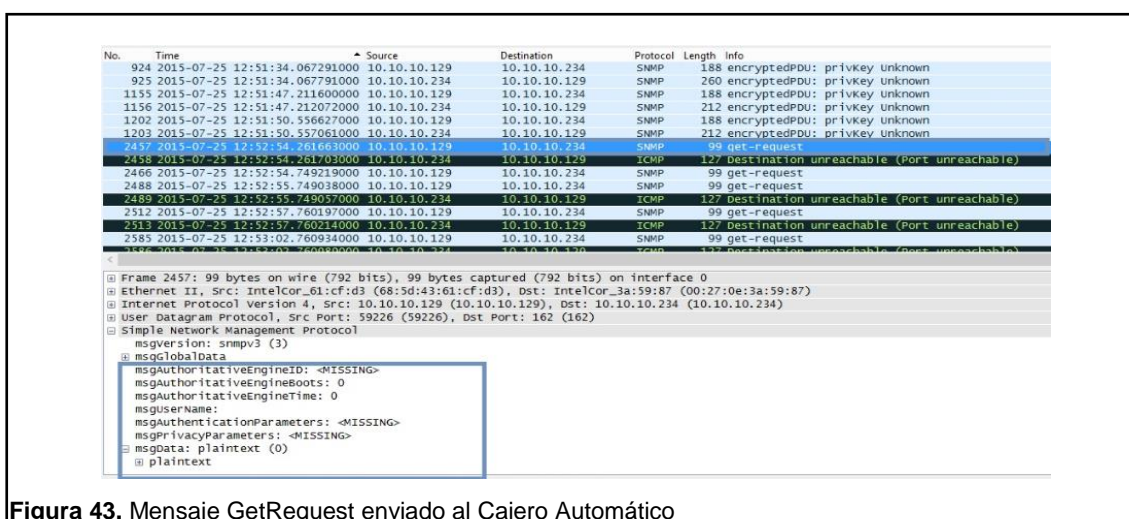 No. Time Source Destination Protocol Length Info
924 2015-07-25 12:51:34.067291000 10.10.10.129 10.10.10.234 SNMP 188 encryptedPDU: privKey Unknown
925 2015-07-25 12:51:34.067791000 10.10.10.234 10.10.10.129 SNMP 260 encryptedPDU: privKey Unknown
1155 2015-07-25 12:51:47.211600000 10.10.10.129 10.10.10.234 SNMP 188 encryptedPDU: privKey Unknown
1156 2015-07-25 12:51:47.212072000 10.10.10.234 10.10.10.129 SNMP 212 encryptedPDU: privKey Unknown
1202 2015-07-25 12:51:50.556627000 10.10.10.129 10.10.10.234 SNMP 188 encryptedPDU: privKey Unknown
1203 2015-07-25 12:51:50.557061000 10.10.10.234 10.10.10.129 SNMP 212 encryptedPDU: privKey Unknown
2457 2015-07-25 12:52:54.261663000 10.10.10.129 10.10.10.234 SNMP 99 get-request
2458 2015-07-25 12:52:54.261703000 10.10.10.234 10.10.10.129 ICMP 127 Destination unreachable (Port unreachable)
2466 2015-07-25 12:52:54.749219000 10.10.10.129 10.10.10.234 SNMP 99 get-request
2488 2015-07-25 12:52:55.749038000 10.10.10.129 10.10.10.234 SNMP 99 get-request
2489 2015-07-25 12:52:55.749057000 10.10.10.234 10.10.10.129 ICMP 127 Destination unreachable (Port unreachable)
2512 2015-07-25 12:52:57.760197000 10.10.10.129 10.10.10.234 SNMP 99 get-request
2513 2015-07-25 12:52:57.760214000 10.10.10.234 10.10.10.129 ICMP 127 Destination unreachable (Port unreachable)
2585 2015-07-25 12:53:02.760934000 10.10.10.129 10.10.10.234 SNMP 99 get-request
2586 2015-07-25 10.10.10.234 10.10.10.129 ICMP 127 Destination unreachable (Port unreachable)
Frame 2457: 99 bytes on wire (792 bits), 99 bytes captured (792 bits) on interface 0
Ethernet II, Src: IntelCor_61:cf:d3 (68:5d:43:61:cf:d3), Dst: IntelCor_3a:59:87 (00:27:0e:3a:59:87)
Internet Protocol Version 4, Src: 10.10.10.129 (10.10.10.129), Dst: 10.10.10.234 (10.10.10.234)
User Datagram Protocol, Src Port: 59226 (59226), Dst Port: 162 (162)
Simple Network Management Protocol
msgVersion: snmpv3 (3)
msgGlobalData
msgAuthoritativeEngineID: <MISSING>
msgAuthoritativeEngineBoots: 0
msgAuthoritativeEngineTime: 0
msgUserName:
msgAuthenticationParameters: <MISSING>
msgPrivacyParameters: <MISSING>
msgData: plaintext (0)
plaintext
Figura 43. Mensaje GetRequest enviado al Cajero Automático